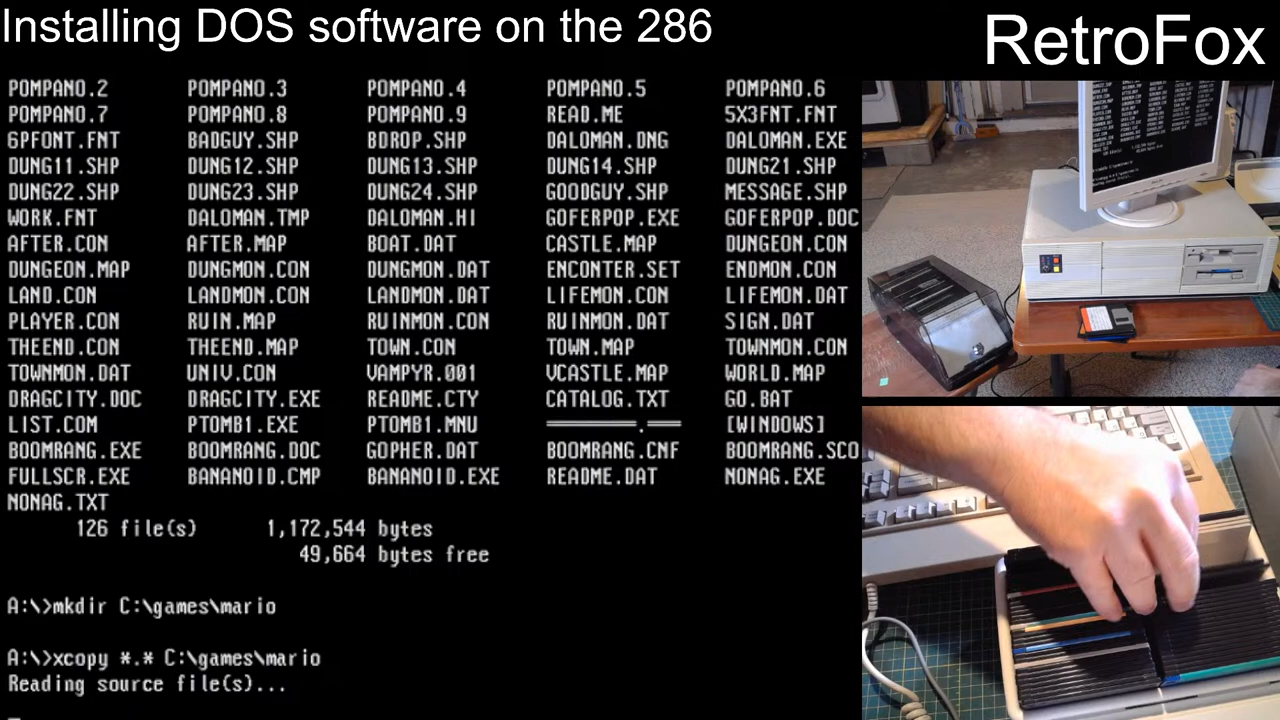 Installing DOS software on the 286
RetroFox
POMPANO.2 POMPANO.3 POMPANO.4 POMPANO.5 POMPANO.6
POMPANO.7 POMPANO.8 POMPANO.9 READ.ME 5X3FNT.FNT
6PFONT.FNT BADGUY.SHP BDROP.SHP DALOMAN.DNG DALOMAN.EXE
DUNG11.SHP DUNG12.SHP DUNG13.SHP DUNG14.SHP DUNG21.SHP
DUNG22.SHP DUNG23.SHP DUNG24.SHP GOODGUY.SHP MESSAGE.SHP
WORK.FNT DALOMAN.TMP DALOMAN.HI GOFERPOP.EXE GOFERPOP.DOC
AFTER.CON AFTER.MAP BOAT.DAT CASTLE.MAP DUNGEON.CON
DUNGEON.MAP DUNGMON.CON DUNGMON.DAT ENCONTER.SET ENDMON.CON
LAND.CON LANDMON.CON LANDMON.DAT LIFEMON.CON LIFEMON.DAT
PLAYER.CON RUIN.MAP RUINMON.CON RUINMON.DAT SIGN.DAT
THEEND.CON THEEND.MAP TOWN.CON TOWN.MAP TOWNMON.CON
TOWNMON.DAT UNIV.CON VAMPYR.001 VCASTLE.MAP WORLD.MAP
DRAGCITY.DOC DRAGCITY.EXE README.CTY CATALOG.TXT GO.BAT
LIST.COM PTOMB1.EXE PTOMB1.MNU ════════.═══ [WINDOWS]
BOOMRANG.EXE BOOMRANG.DOC GOPHER.DAT BOOMRANG.CNF BOOMRANG.SCO
FULLSCR.EXE BANANOID.CMP BANANOID.EXE README.DAT NONAG.EXE
NONAG.TXT
126 file(s) 1,172,544 bytes
49,664 bytes free
A:\>mkdir C:\games\mario
A:\>xcopy *.* C:\games\mario
Reading source file(s)...